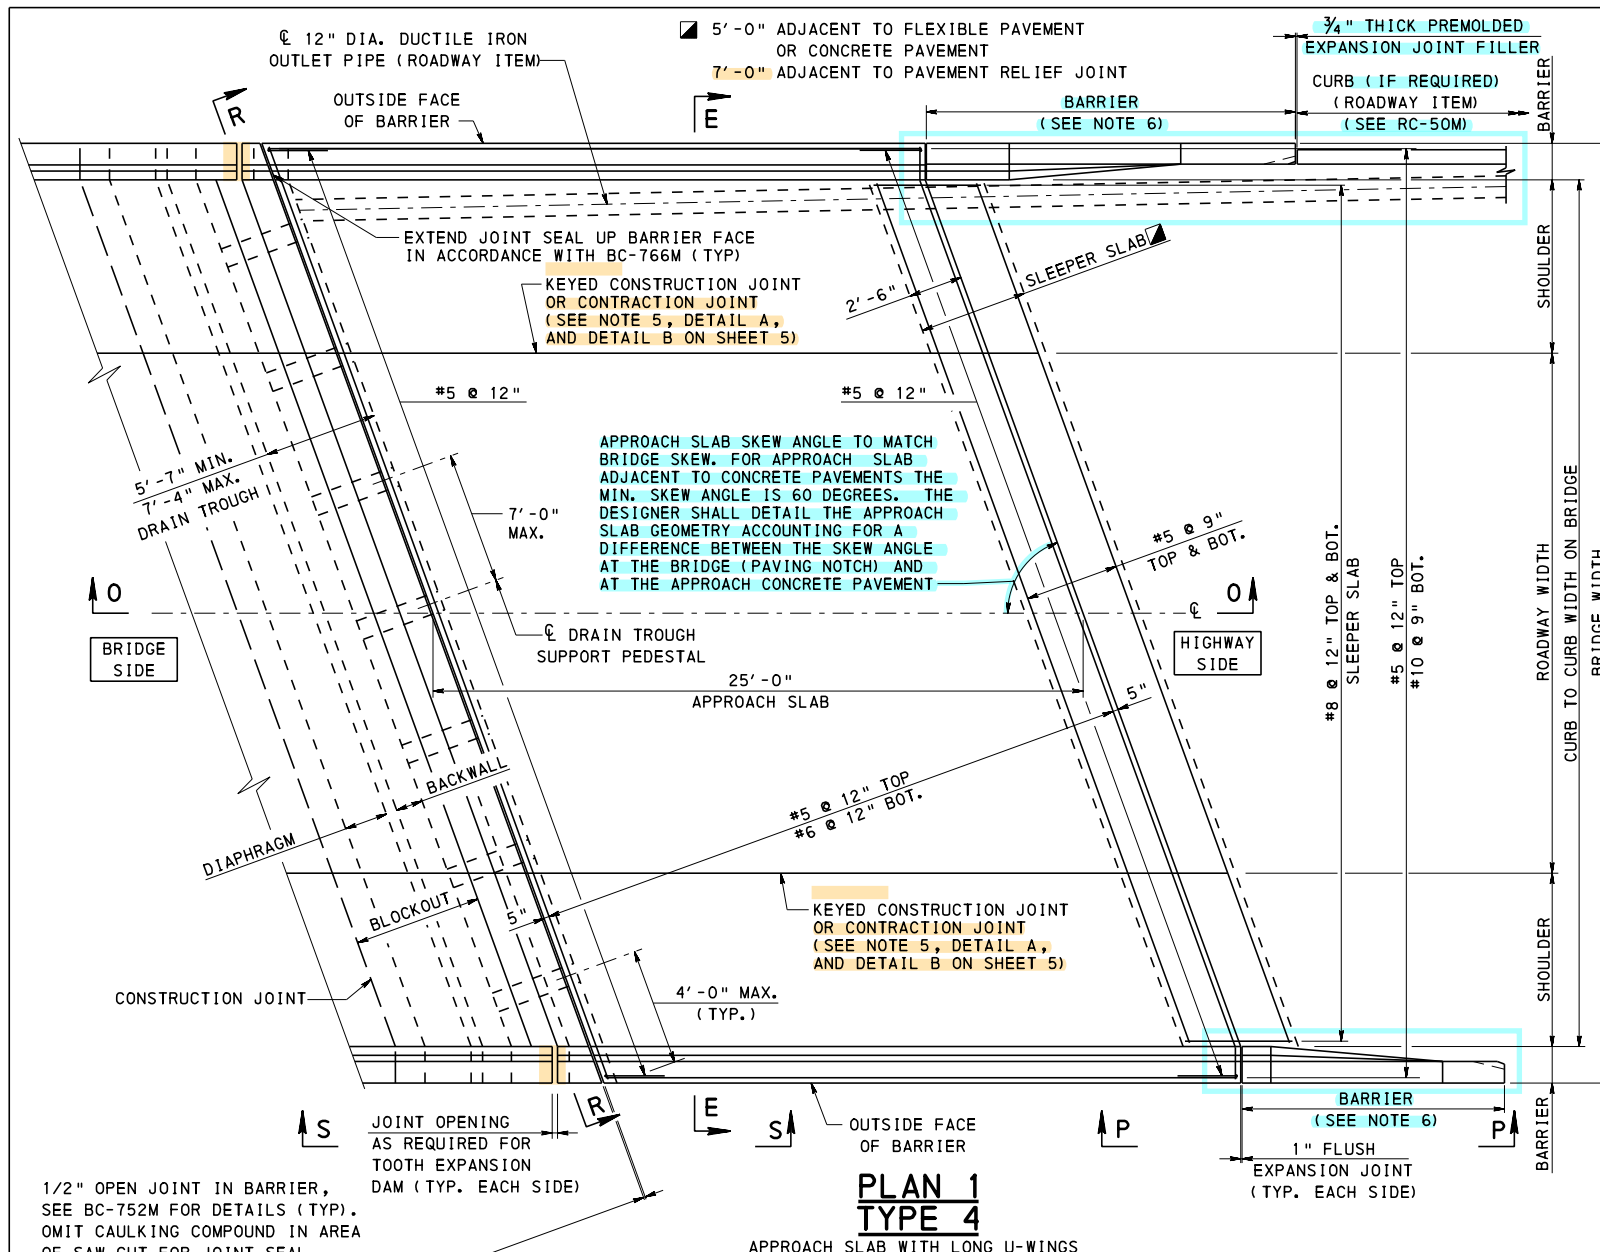 ℄ 12" DIA. DUCTILE IRON
OUTLET PIPE (ROADWAY ITEM)
5'-0" ADJACENT TO FLEXIBLE PAVEMENT
OR CONCRETE PAVEMENT
7'-0" ADJACENT TO PAVEMENT RELIEF JOINT
3/4" THICK PREMOLDED
EXPANSION JOINT FILLER
CURB (IF REQUIRED)
(ROADWAY ITEM)
(SEE RC-50M)
BARRIER
R
OUTSIDE FACE
OF BARRIER
E
BARRIER
(SEE NOTE 6)
EXTEND JOINT SEAL UP BARRIER FACE
IN ACCORDANCE WITH BC-766M (TYP)
KEYED CONSTRUCTION JOINT
OR CONTRACTION JOINT
(SEE NOTE 5, DETAIL A,
AND DETAIL B ON SHEET 5)
2'-6"
SLEEPER SLAB
SHOULDER
#5 @ 12"
#5 @ 12"
5'-7" MIN.
7'-4" MAX.
DRAIN TROUGH
7'-0"
MAX.
APPROACH SLAB SKEW ANGLE TO MATCH
BRIDGE SKEW. FOR APPROACH SLAB
ADJACENT TO CONCRETE PAVEMENTS THE
MIN. SKEW ANGLE IS 60 DEGREES. THE
DESIGNER SHALL DETAIL THE APPROACH
SLAB GEOMETRY ACCOUNTING FOR A
DIFFERENCE BETWEEN THE SKEW ANGLE
AT THE BRIDGE (PAVING NOTCH) AND
AT THE APPROACH CONCRETE PAVEMENT
#5 @ 9"
TOP & BOT.
#8 @ 12" TOP & BOT.
SLEEPER SLAB
#5 @ 12" TOP
#10 @ 9" BOT.
ROADWAY WIDTH
CURB TO CURB WIDTH ON BRIDGE
BRIDGE WIDTH
O
O
℄
BRIDGE
SIDE
℄ DRAIN TROUGH
SUPPORT PEDESTAL
HIGHWAY
SIDE
25'-0"
APPROACH SLAB
5"
BACKWALL
#5 @ 12" TOP
#6 @ 12" BOT.
DIAPHRAGM
BLOCKOUT
5"
KEYED CONSTRUCTION JOINT
OR CONTRACTION JOINT
(SEE NOTE 5, DETAIL A,
AND DETAIL B ON SHEET 5)
SHOULDER
CONSTRUCTION JOINT
4'-0" MAX.
(TYP.)
S
JOINT OPENING
AS REQUIRED FOR
TOOTH EXPANSION
DAM (TYP. EACH SIDE)
R
E
S
OUTSIDE FACE
OF BARRIER
P
BARRIER
(SEE NOTE 6)
P
BARRIER
1" FLUSH
EXPANSION JOINT
(TYP. EACH SIDE)
1/2" OPEN JOINT IN BARRIER,
SEE BC-752M FOR DETAILS (TYP).
OMIT CAULKING COMPOUND IN AREA
OF SAW CUT FOR JOINT SEAL
PLAN 1
TYPE 4
APPROACH SLAB WITH LONG U-WINGS